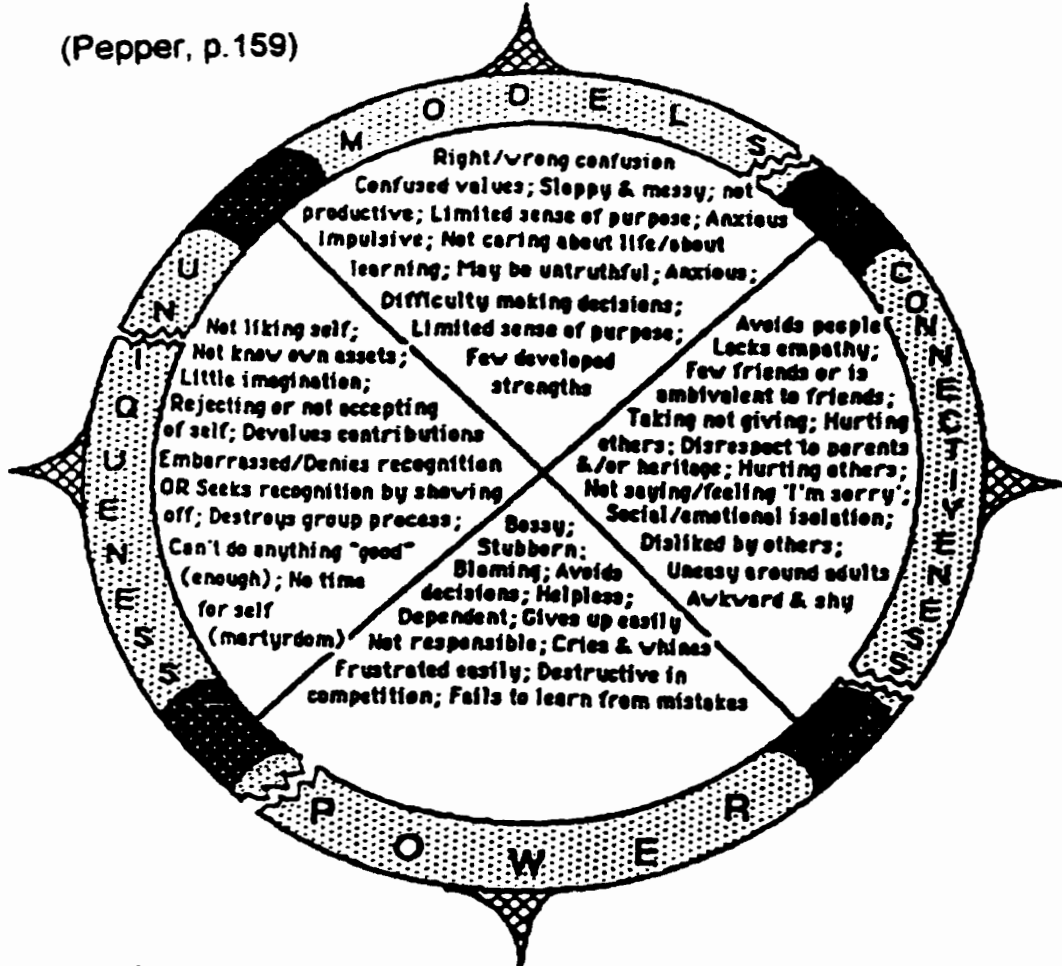 (Pepper, p.159)
MODELS
Right/wrong confusion
Confused values; Sloppy & messy; not
productive; Limited sense of purpose; Anxious
Impulsive; Not caring about life/about
learning; May be untruthful; Anxious;
Difficulty making decisions;
Limited sense of purpose;
Few developed
strengths
CONNECTIVENESS
Avoids people
Lacks empathy;
Few friends or is
ambivalent to friends;
Taking not giving; Hurting
others; Disrespect to parents
&/or heritage; Hurting others;
Not saying/feeling "I'm sorry";
Social/emotional isolation;
Disliked by others;
Uneasy around adults
Awkward & shy
UNIQUENESS
Not liking self;
Not know own assets;
Little imagination;
Rejecting or not accepting
of self; Devalues contributions
Embarrassed/Denies recognition
OR Seeks recognition by showing
off; Destroys group process;
Can't do anything "good"
(enough); No time
for self
(martyrdom)
Bossy;
Stubborn;
Blaming; Avoids
decisions; Helpless;
Dependent; Gives up easily
Not responsible; Cries & whines
Frustrated easily; Destructive in
competition; Fails to learn from mistakes
POWER